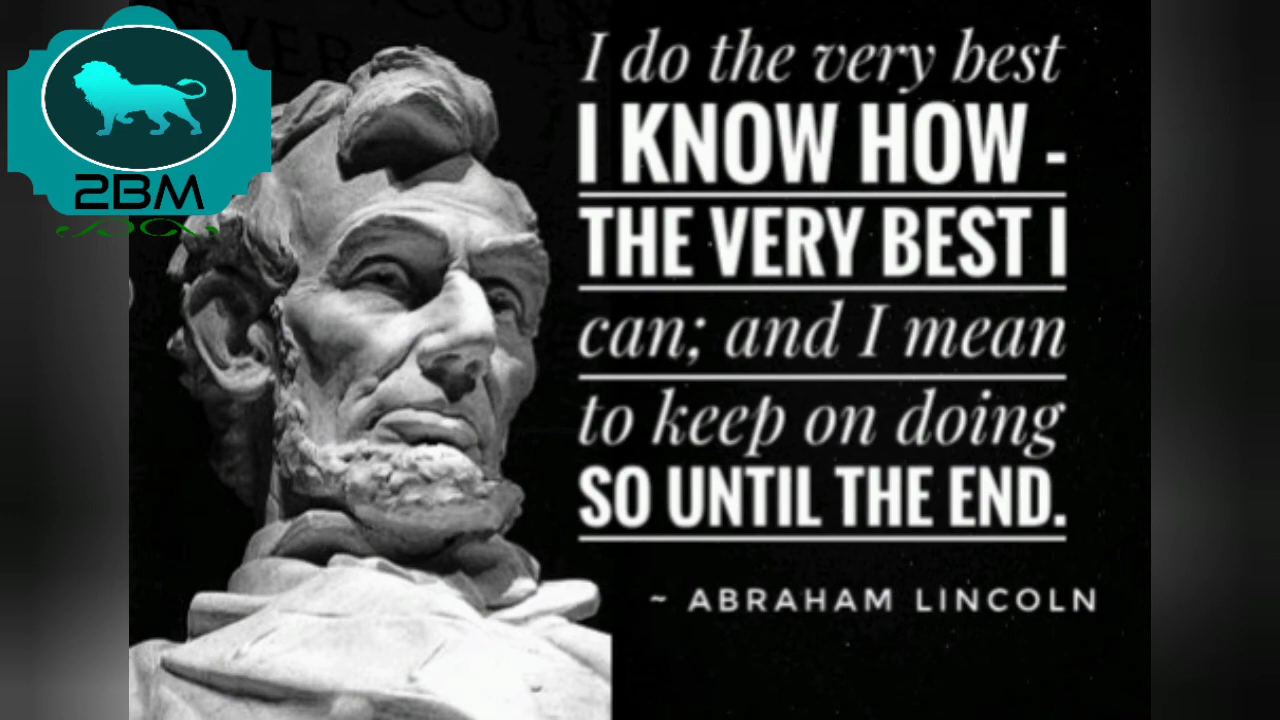 2BM
I do the very best
I KNOW HOW -
THE VERY BEST I
can; and I mean
to keep on doing
SO UNTIL THE END.
~ ABRAHAM LINCOLN